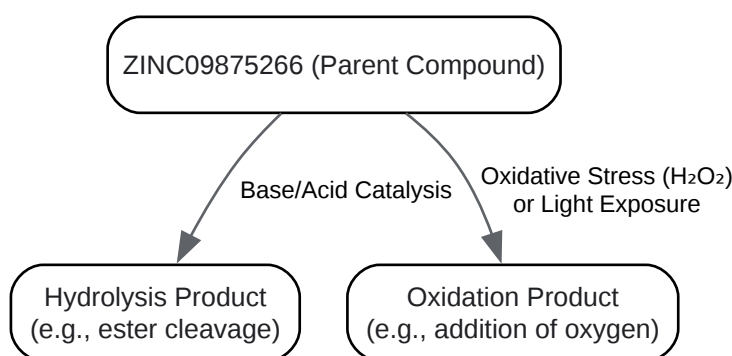 ZINC09875266 (Parent Compound)
Base/Acid Catalysis
Oxidative Stress (H₂O₂)
or Light Exposure
Hydrolysis Product
(e.g., ester cleavage)
Oxidation Product
(e.g., addition of oxygen)